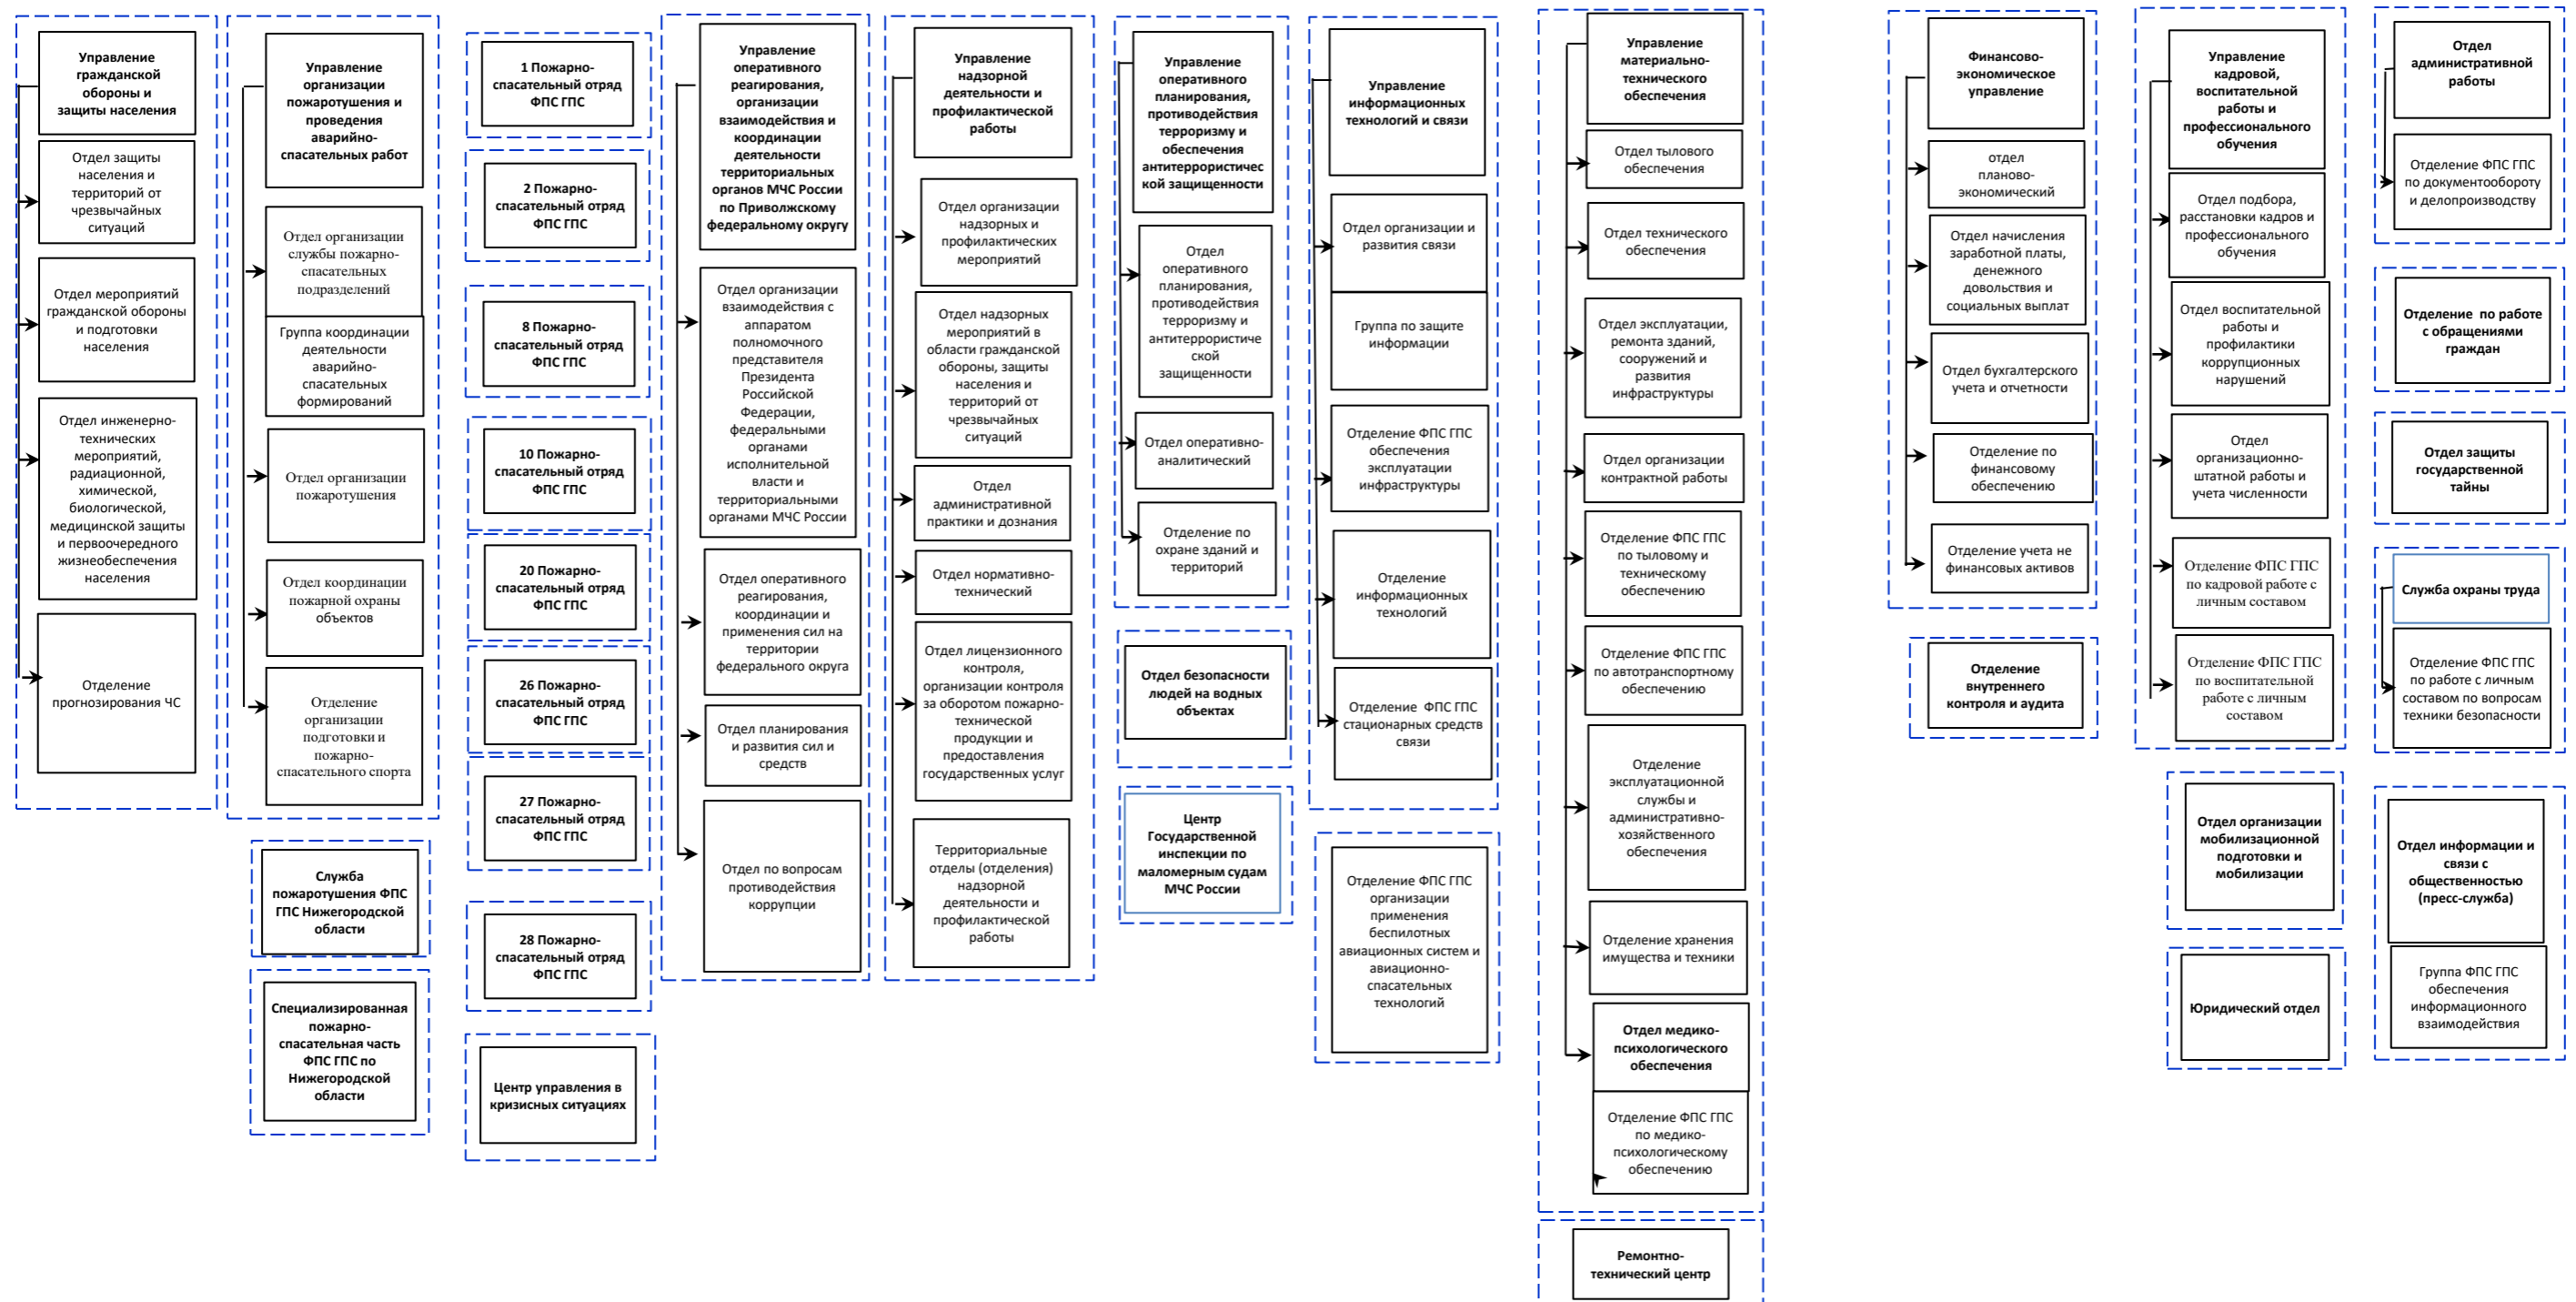 Управление
гражданской
обороны и
защиты населения
Отдел защиты
населения и
территорий от
чрезвычайных
ситуаций
Отдел мероприятий
гражданской обороны
и подготовки
населения
Отдел инженерно-
технических
мероприятий,
радиационной,
химической,
биологической,
медицинской защиты
и первоочередного
жизнеобеспечения
населения
Отделение
прогнозирования ЧС
Управление
организации
пожаротушения и
проведения
аварийно-
спасательных работ
Отдел организации
службы пожарно-
спасательных
подразделений
Группа координации
деятельности
аварийно-
спасательных
формирований
Отдел организации
пожаротушения
Отдел координации
пожарной охраны
объектов
Отделение
организации
подготовки и
пожарно-
спасательного спорта
Служба
пожаротушения ФПС
ГПС Нижегородской
области
Специализированная
пожарно-
спасательная часть
ФПС ГПС по
Нижегородской
области
1 Пожарно-
спасательный отряд
ФПС ГПС
2 Пожарно-
спасательный отряд
ФПС ГПС
8 Пожарно-
спасательный отряд
ФПС ГПС
10 Пожарно-
спасательный отряд
ФПС ГПС
20 Пожарно-
спасательный отряд
ФПС ГПС
26 Пожарно-
спасательный отряд
ФПС ГПС
27 Пожарно-
спасательный отряд
ФПС ГПС
28 Пожарно-
спасательный отряд
ФПС ГПС
Центр управления в
кризисных ситуациях
Управление
оперативного
реагирования,
организации
взаимодействия и
координации
деятельности
территориальных
органов МЧС России
по Приволжскому
федеральному округу
Отдел организации
взаимодействия с
аппаратом
полномочного
представителя
Президента
Российской
Федерации,
федеральными
органами
исполнительной
власти и
территориальными
органами МЧС России
Отдел оперативного
реагирования,
координации и
применения сил на
территории
федерального округа
Отдел планирования
и развития сил и
средств
Отдел по вопросам
противодействия
коррупции
Управление
надзорной
деятельности и
профилактической
работы
Отдел организации
надзорных и
профилактических
мероприятий
Отдел надзорных
мероприятий в
области гражданской
обороны, защиты
населения и
территорий от
чрезвычайных
ситуаций
Отдел
административной
практики и дознания
Отдел нормативно-
технический
Отдел лицензионного
контроля,
организации контроля
за оборотом пожарно-
технической
продукции и
предоставления
государственных услуг
Территориальные
отделы (отделения)
надзорной
деятельности и
профилактической
работы
Управление
оперативного
планирования,
противодействия
терроризму и
обеспечения
антитеррористичес
кой защищенности
Отдел
оперативного
планирования,
противодействия
терроризму и
антитеррористиче
ской
защищенности
Отдел оперативно-
аналитический
Отделение по
охране зданий и
территорий
Отдел безопасности
людей на водных
объектах
Центр
Государственной
инспекции по
маломерным судам
МЧС России
Управление
информационных
технологий и связи
Отдел организации и
развития связи
Группа по защите
информации
Отделение ФПС ГПС
обеспечения
эксплуатации
инфраструктуры
Отделение
информационных
технологий
Отделение ФПС ГПС
стационарных средств
связи
Отделение ФПС ГПС
организации
применения
беспилотных
авиационных систем и
авиационно-
спасательных
технологий
Управление
материально-
технического
обеспечения
Отдел тылового
обеспечения
Отдел технического
обеспечения
Отдел эксплуатации,
ремонта зданий,
сооружений и
развития
инфраструктуры
Отдел организации
контрактной работы
Отделение ФПС ГПС
по тыловому и
техническому
обеспечению
Отделение ФПС ГПС
по автотранспортному
обеспечению
Отделение
эксплуатационной
службы и
административно-
хозяйственного
обеспечения
Отделение хранения
имущества и техники
Отдел медико-
психологического
обеспечения
Отделение ФПС ГПС
по медико-
психологическому
обеспечению
Ремонтно-
технический центр
Финансово-
экономическое
управление
отдел
планово-
экономический
Отдел начисления
заработной платы,
денежного
довольствия и
социальных выплат
Отдел бухгалтерского
учета и отчетности
Отделение по
финансовому
обеспечению
Отделение учета не
финансовых активов
Отделение
внутреннего
контроля и аудита
Управление
кадровой,
воспитательной
работы и
профессионального
обучения
Отдел подбора,
расстановки кадров и
профессионального
обучения
Отдел воспитательной
работы и
профилактики
коррупционных
нарушений
Отдел
организационно-
штатной работы и
учета численности
Отделение ФПС ГПС
по кадровой работе с
личным составом
Отделение ФПС ГПС
по воспитательной
работе с личным
составом
Отдел организации
мобилизационной
подготовки и
мобилизации
Юридический отдел
Отдел
административной
работы
Отделение ФПС ГПС
по документообороту
и делопроизводству
Отделение по работе
с обращениями
граждан
Отдел защиты
государственной
тайны
Служба охраны труда
Отделение ФПС ГПС
по работе с личным
составом по вопросам
техники безопасности
Отдел информации и
связи с
общественностью
(пресс-служба)
Группа ФПС ГПС
обеспечения
информационного
взаимодействия